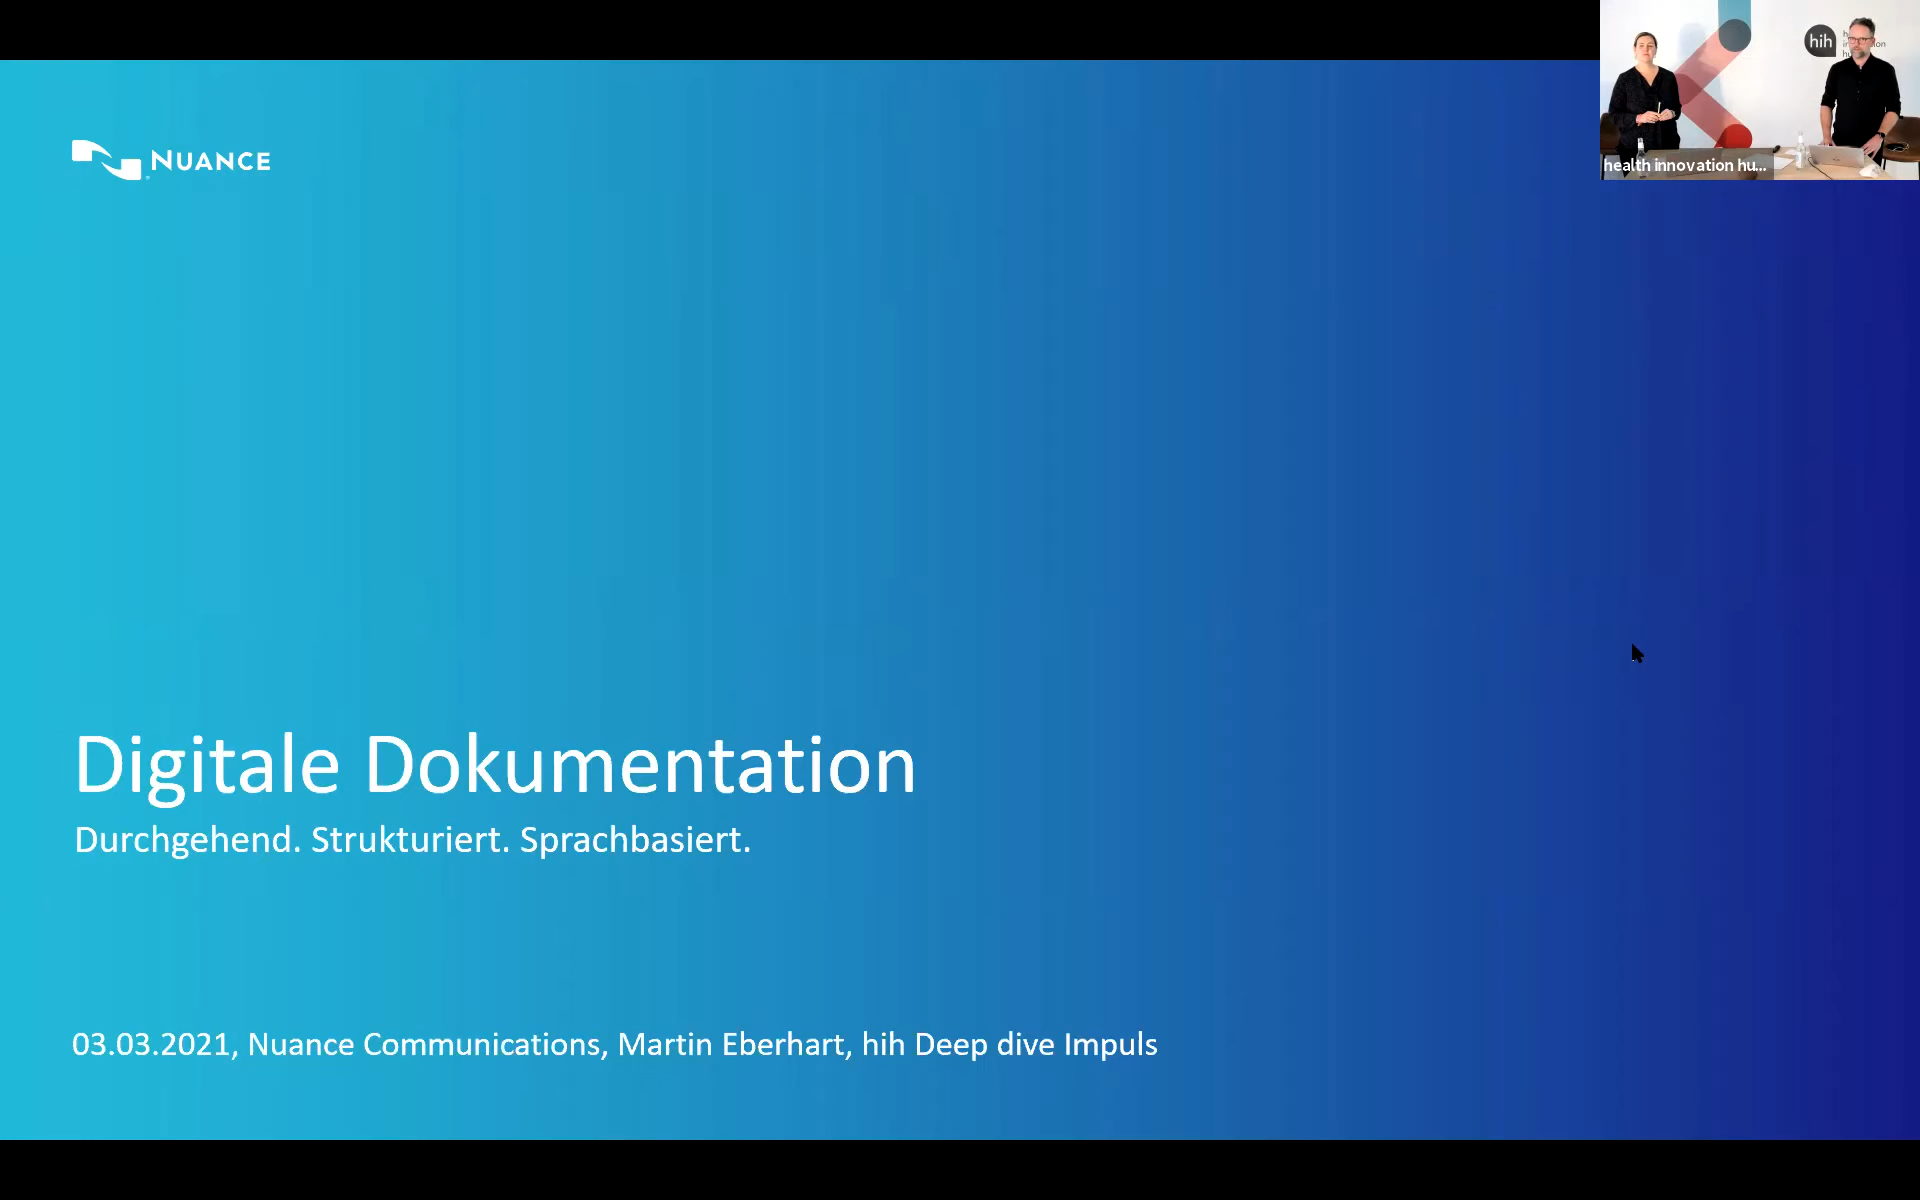 NUANCE
hih
health innovation hu...
Digitale Dokumentation
Durchgehend. Strukturiert. Sprachbasiert.
03.03.2021, Nuance Communications, Martin Eberhart, hih Deep dive Impuls